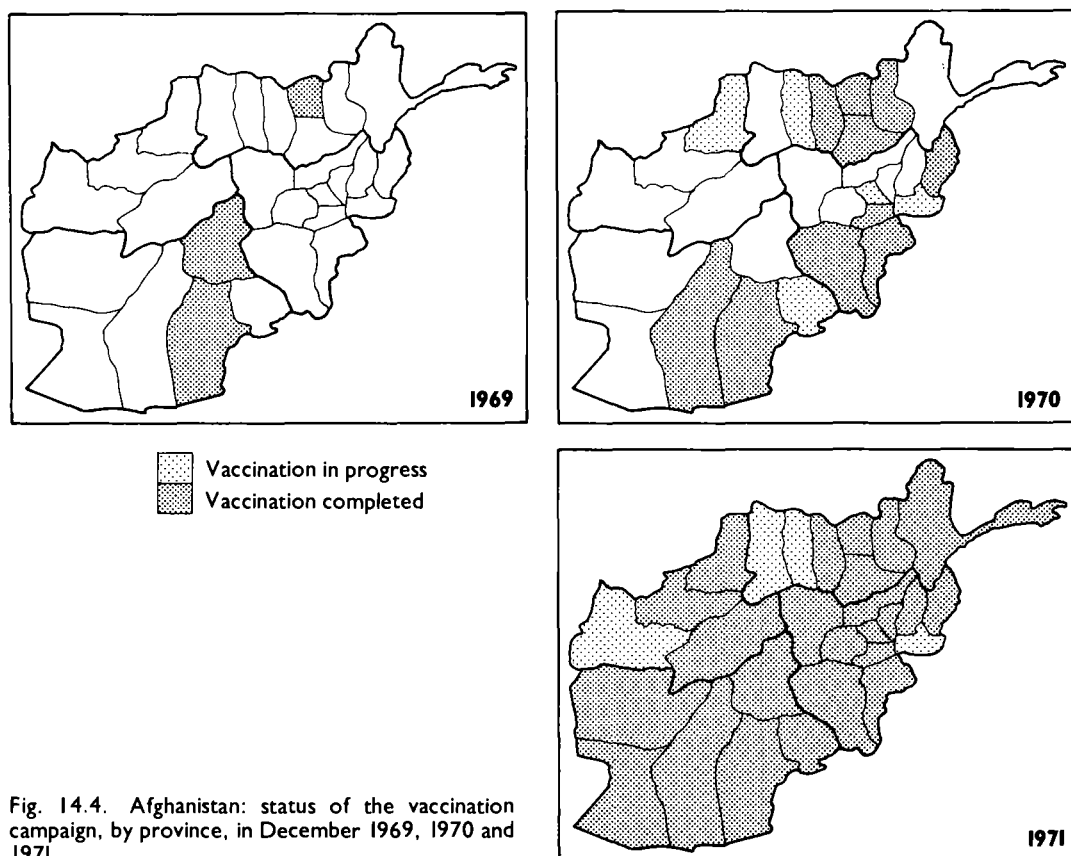 1969
1970
Vaccination in progress
Vaccination completed
Fig. 14.4. Afghanistan: status of the vaccination
campaign, by province, in December 1969, 1970 and
1971
1971